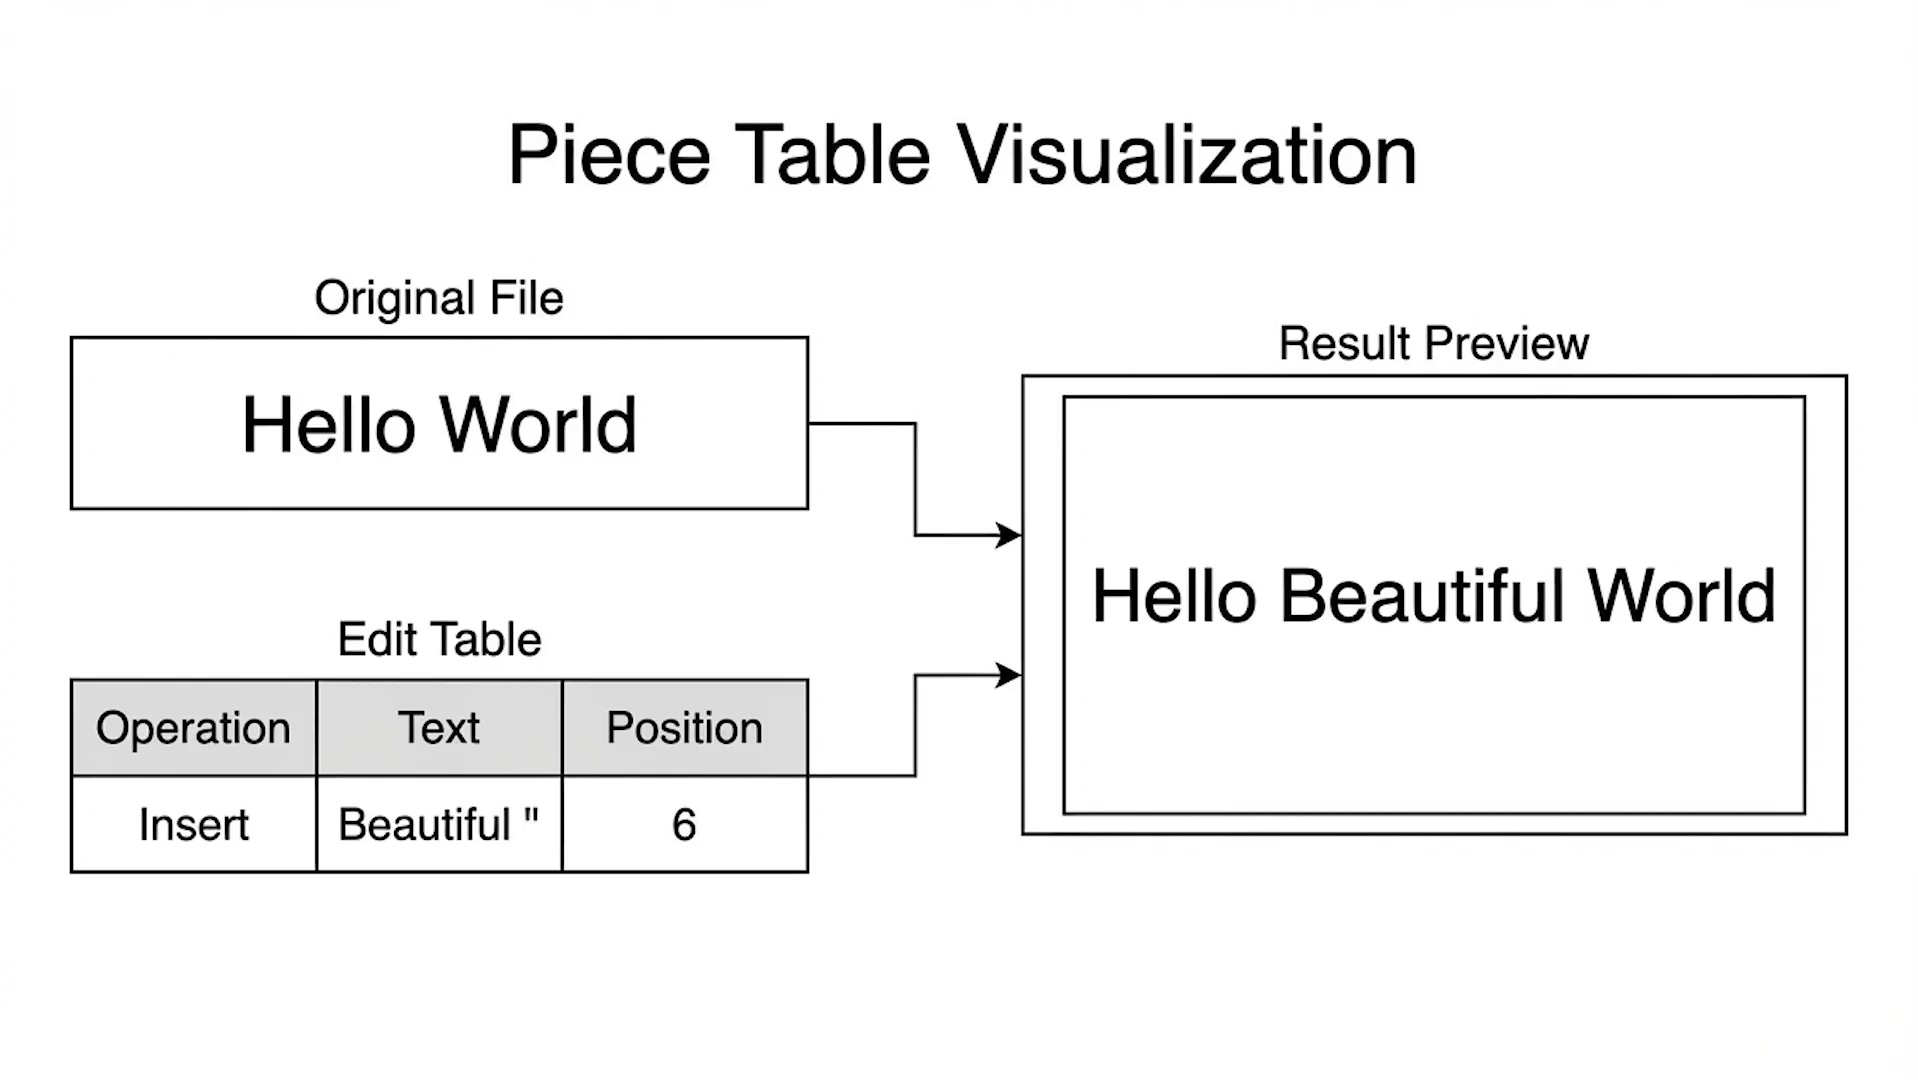 Piece Table Visualization
Original File
Hello World
Edit Table
Operation Text Position
Insert Beautiful " 6
Result Preview
Hello Beautiful World